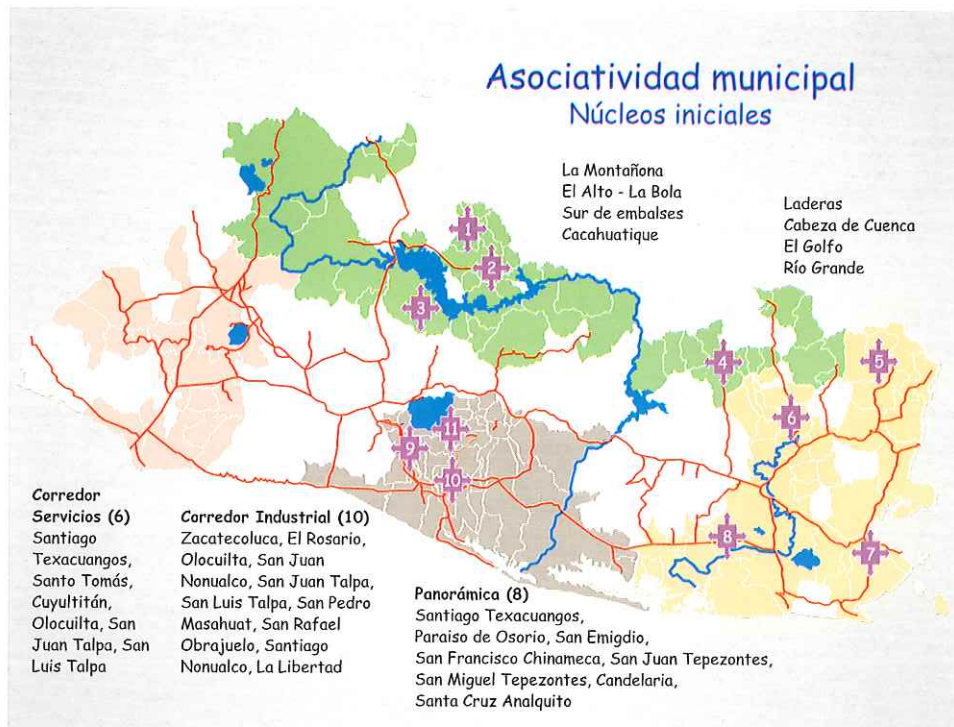 Asociatividad municipal
Núcleos iniciales
La Montañona
El Alto - La Bola
Sur de embalses
Cacahuatique
Laderas
Cabeza de Cuenca
El Golfo
Río Grande
1
2
3
4
5
6
7
8
9
10
11
Corredor
Servicios (6)
Santiago
Texacuangos,
Santo Tomás,
Cuyultitán,
Olocuilta, San
Juan Talpa, San
Luis Talpa
Corredor Industrial (10)
Zacatecoluca, El Rosario,
Olocuilta, San Juan
Nonualco, San Juan Talpa,
San Luis Talpa, San Pedro
Masahuat, San Rafael
Obrajuelo, Santiago
Nonualco, La Libertad
Panorámica (8)
Santiago Texacuangos,
Paraiso de Osorio, San Emigdio,
San Francisco Chinameca, San Juan Tepezontes,
San Miguel Tepezontes, Candelaria,
Santa Cruz Analquito